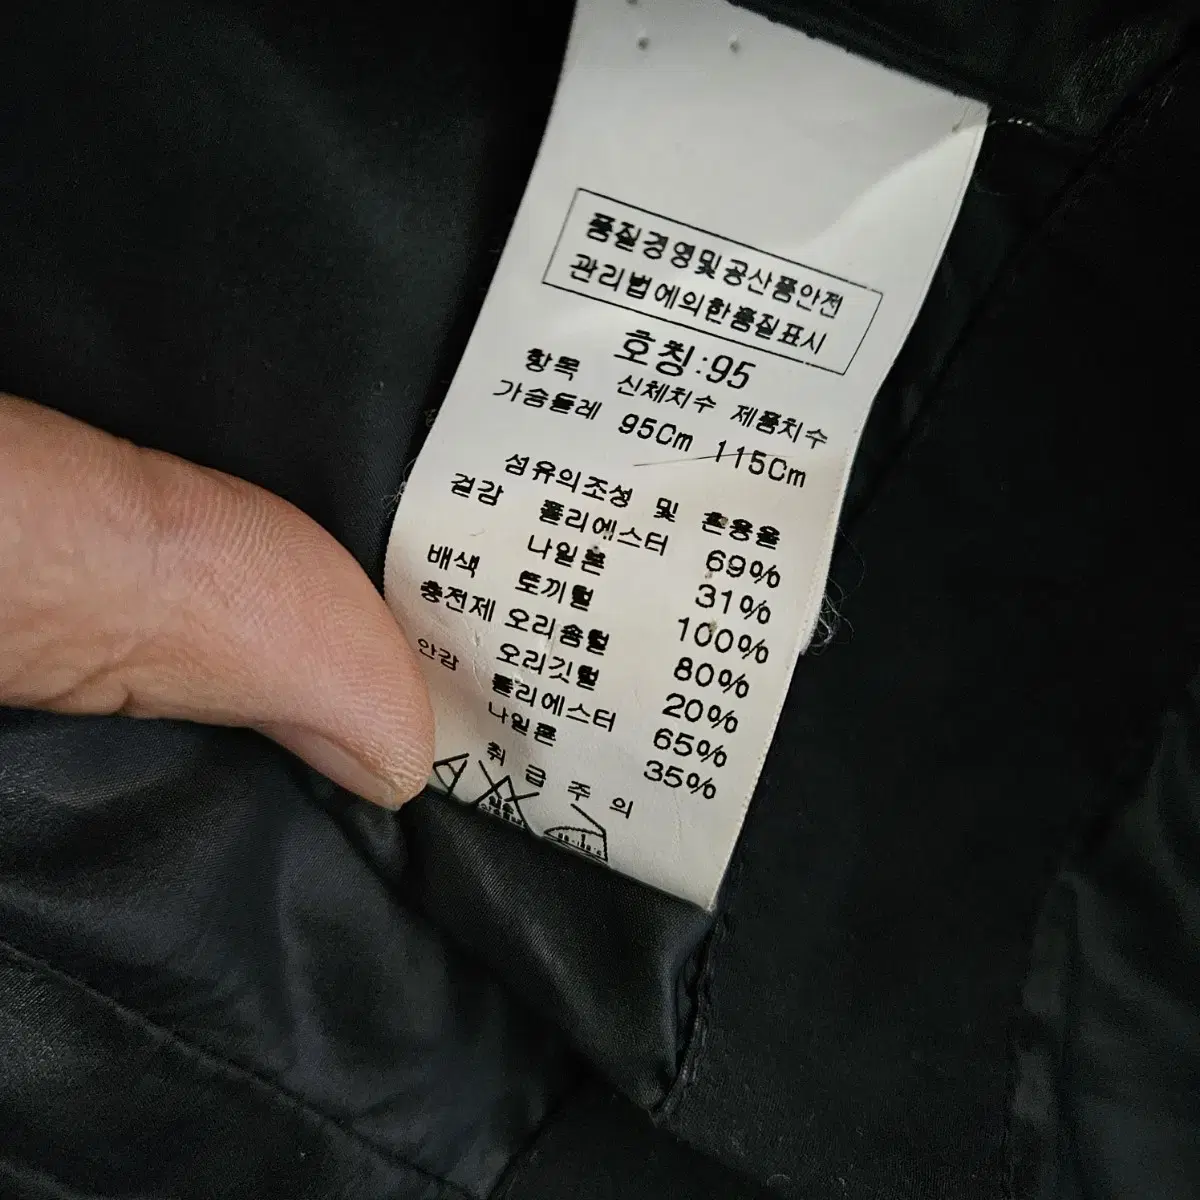 품질경영및공산품안전
관리법에의한품질표시
호칭:95
항목 신체치수 제품치수
가슴둘레 95Cm 115Cm
섬유의조성 및 혼용율
겉감 폴리에스터 69%
나일론 31%
배색 토끼털 100%
충전제 오리솜털 80%
오리깃털 20%
안감 폴리에스터 65%
나일론 35%
취급주의